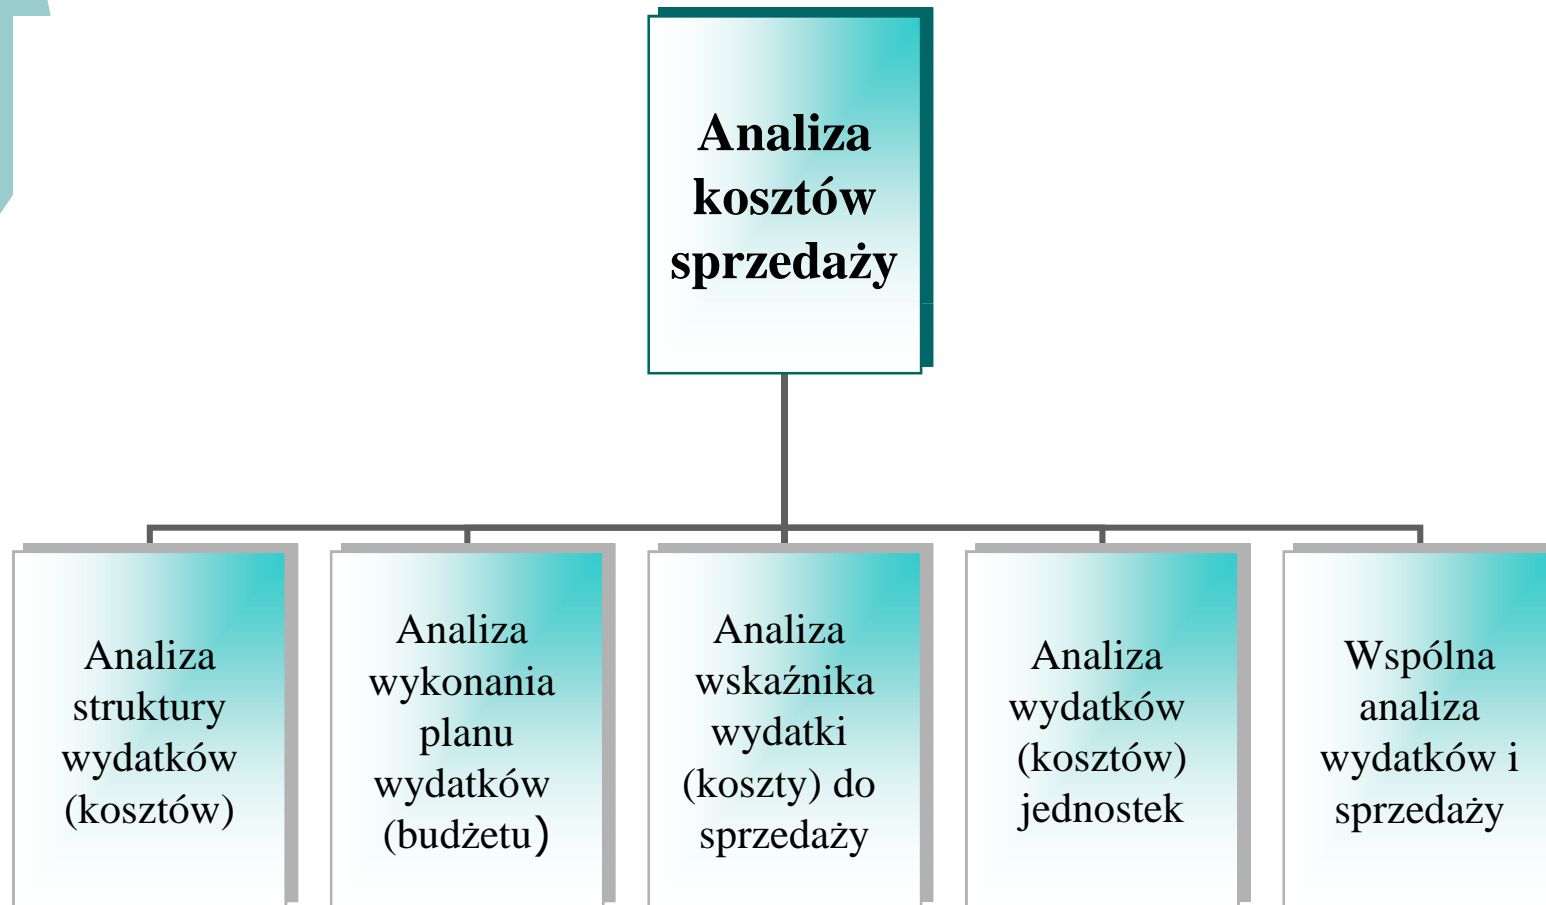 Analiza
kosztów
sprzedaży
Analiza
struktury
wydatków
(kosztów)
Analiza
wykonania
planu
wydatków
(budżetu)
Analiza
wskaźnika
wydatki
(koszty) do
sprzedaży
Analiza
wydatków
(kosztów)
jednostek
Wspólna
analiza
wydatków i
sprzedaży